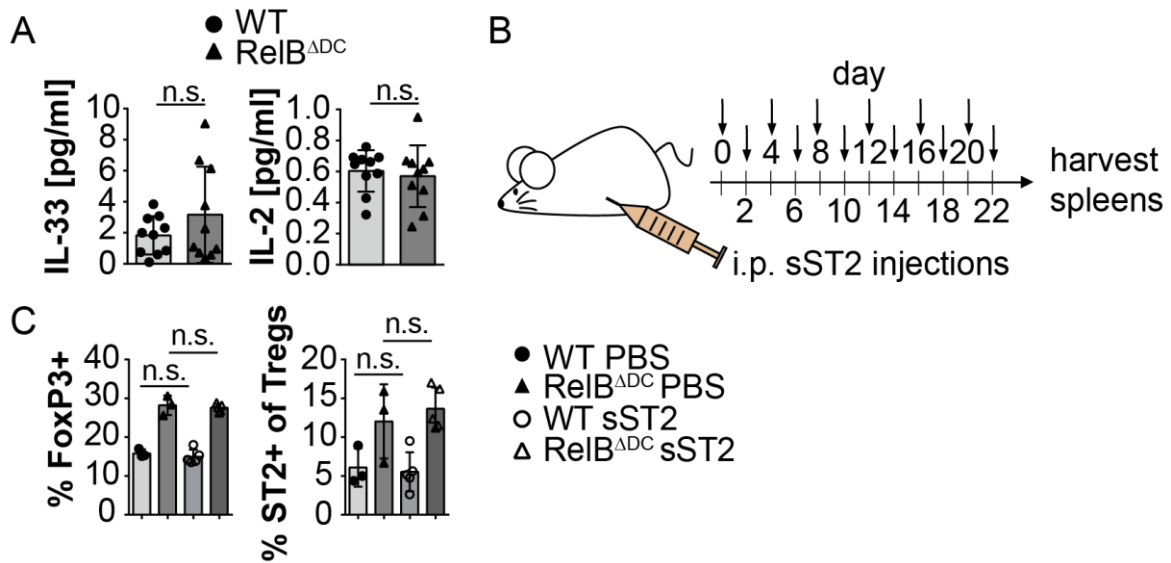 A
● WT
▲ RelB^ΔDC
B
IL-33 [pg/ml]
n.s.
10
8
6
4
2
0
IL-2 [pg/ml]
n.s.
1.0
0.8
0.6
0.4
0.2
0.0
day
0 4 8 12 16 20
2 6 10 14 18 22
harvest
spleens
i.p. sST2 injections
C
% FoxP3+
n.s.
n.s.
40
30
20
10
0
% ST2+ of Tregs
n.s.
n.s.
20
15
10
5
0
● WT PBS
▲ RelB^ΔDC PBS
○ WT sST2
△ RelB^ΔDC sST2